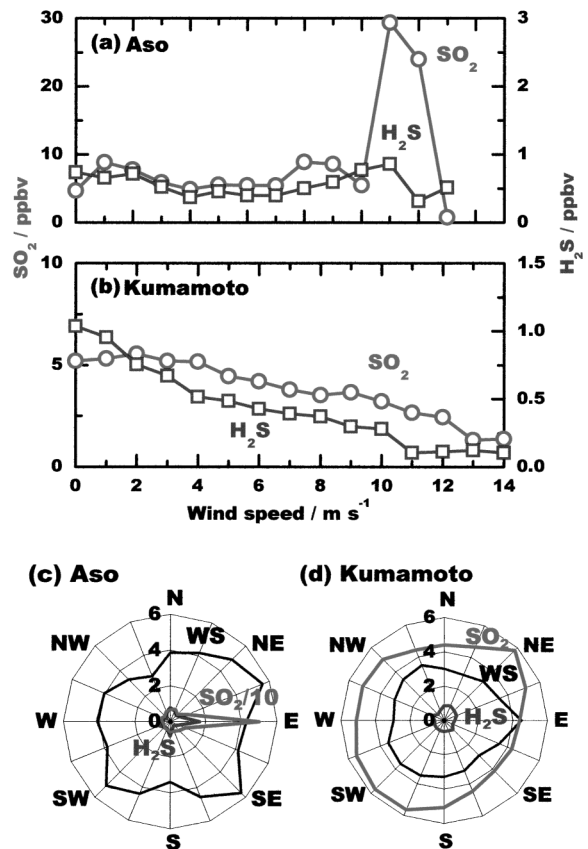 (a) Aso
SO2
H2S
30
20
10
0
3
2
1
0
SO2 / ppbv
H2S / ppbv
(b) Kumamoto
SO2
H2S
10
5
0
1.5
1.0
0.5
0.0
0 2 4 6 8 10 12 14
Wind speed / m s-1
(c) Aso
N
NE
E
SE
S
SW
W
NW
6
4
2
0
WS
SO2/10
H2S
(d) Kumamoto
N
NE
E
SE
S
SW
W
NW
6
4
2
0
SO2
WS
H2S